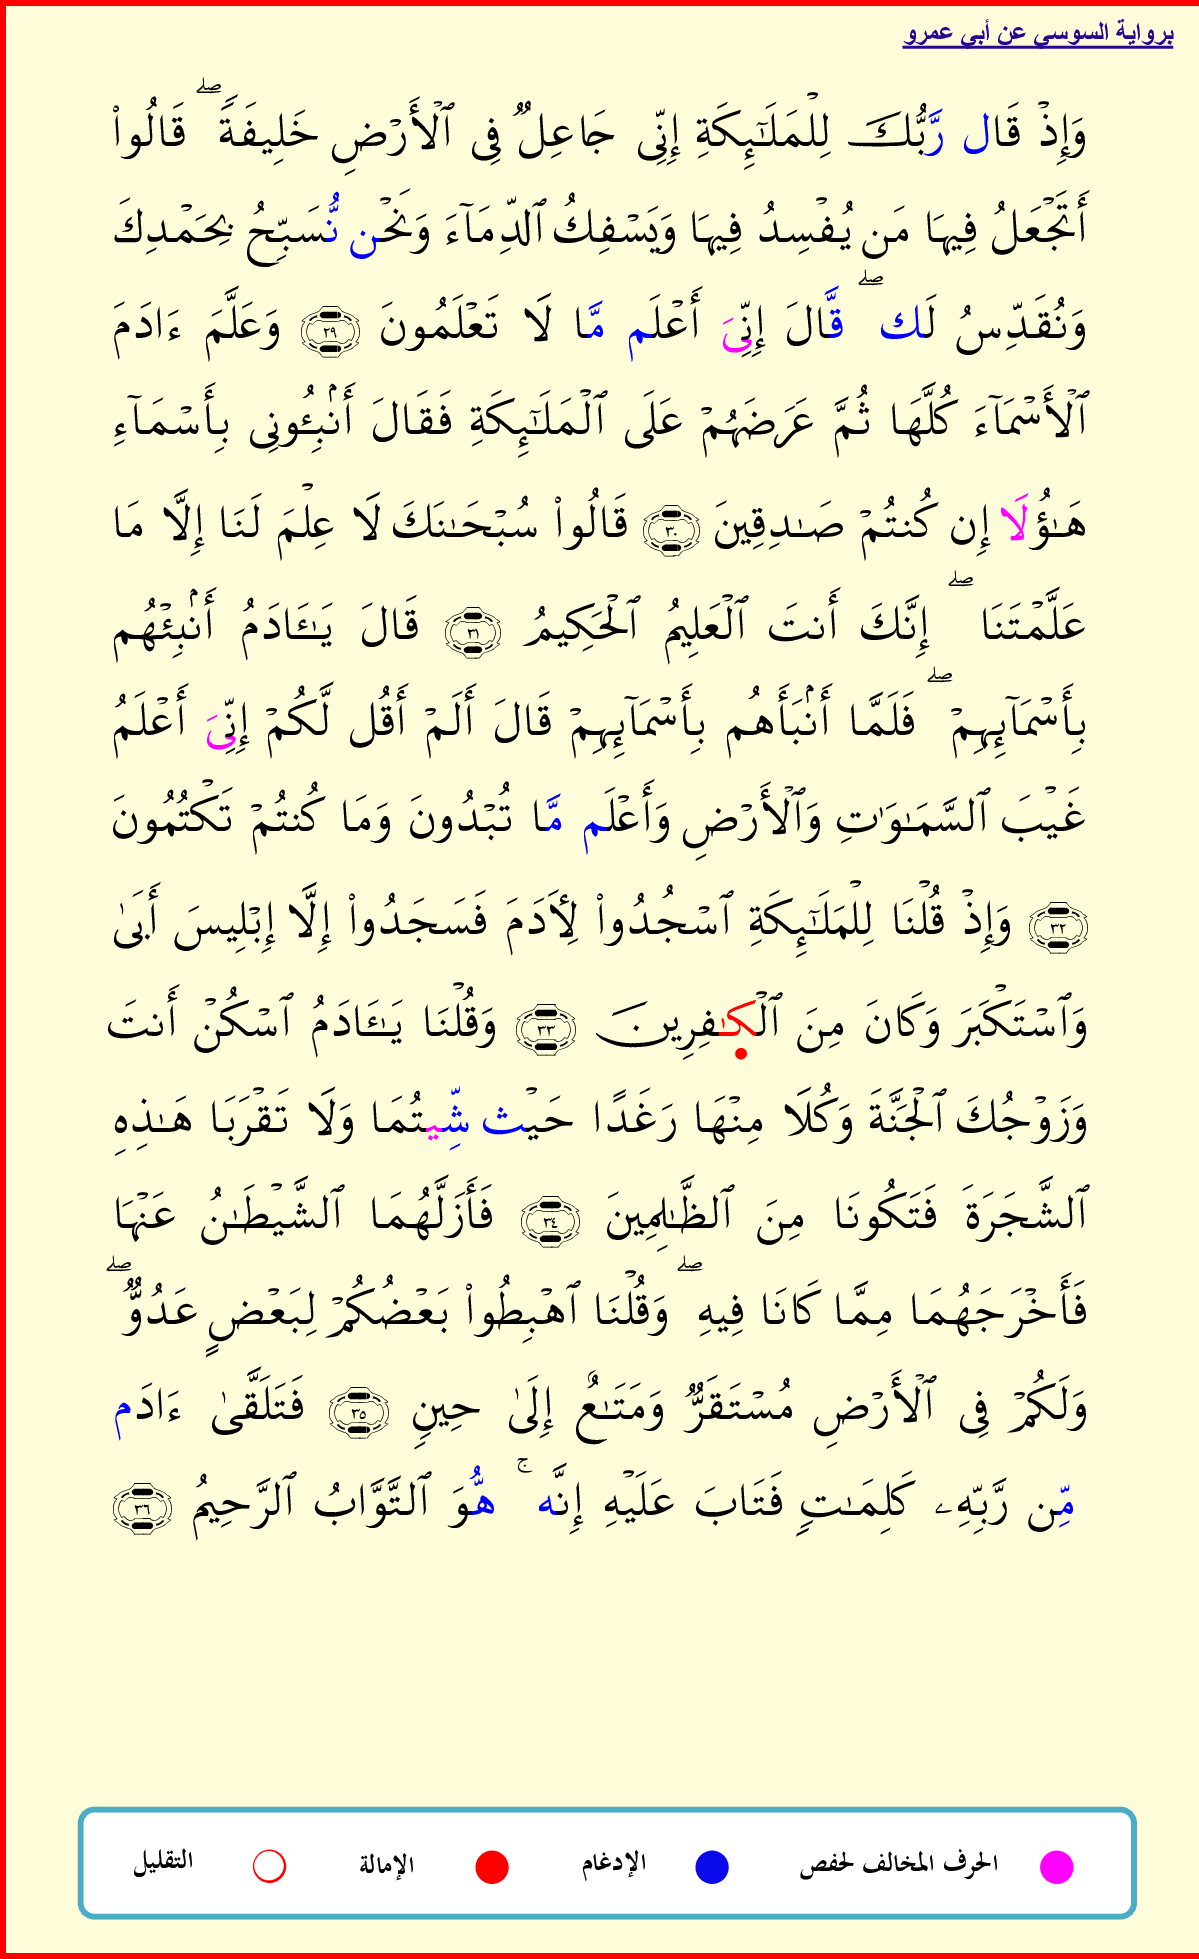 برواية السوسي عن أبي عمرو
وَإِذْ قَال رَّبُّكَ لِلْمَلَٰٓئِكَةِ إِنِّى جَاعِلٌ فِى ٱلْأَرْضِ خَلِيفَةً ۖ قَالُوا۟
أَتَجْعَلُ فِيهَا مَن يُفْسِدُ فِيهَا وَيَسْفِكُ ٱلدِّمَآءَ وَنَحْن نُّسَبِّحُ بِحَمْدِكَ
وَنُقَدِّسُ لَك ۖ قَّالَ إِنِّىَ أَعْلَم مَّا لَا تَعْلَمُونَ ٢٩ وَعَلَّمَ ءَادَمَ
ٱلْأَسْمَآءَ كُلَّهَا ثُمَّ عَرَضَهُمْ عَلَى ٱلْمَلَٰٓئِكَةِ فَقَالَ أَنۢبِـُٔونِى بِأَسْمَآءِ
هَٰؤُلَا إِن كُنتُمْ صَٰدِقِينَ ٣٠ قَالُوا۟ سُبْحَٰنَكَ لَا عِلْمَ لَنَا إِلَّا مَا
عَلَّمْتَنَا ۖ إِنَّكَ أَنتَ ٱلْعَلِيمُ ٱلْحَكِيمُ ٣١ قَالَ يَٰـَٔادَمُ أَنۢبِئْهُم
بِأَسْمَآئِهِمْ ۖ فَلَمَّا أَنۢبَأَهُم بِأَسْمَآئِهِمْ قَالَ أَلَمْ أَقُل لَّكُمْ إِنِّىَ أَعْلَمُ
غَيْبَ ٱلسَّمَٰوَٰتِ وَٱلْأَرْضِ وَأَعْلَم مَّا تُبْدُونَ وَمَا كُنتُمْ تَكْتُمُونَ
٣٢ وَإِذْ قُلْنَا لِلْمَلَٰٓئِكَةِ ٱسْجُدُوا۟ لِأٓدَمَ فَسَجَدُوا۟ إِلَّا إِبْلِيسَ أَبَىٰ
وَٱسْتَكْبَرَ وَكَانَ مِنَ ٱلْكَٰفِرِينَ ٣٣ وَقُلْنَا يَٰـَٔادَمُ ٱسْكُنْ أَنتَ
وَزَوْجُكَ ٱلْجَنَّةَ وَكُلَا مِنْهَا رَغَدًا حَيْث شِّيتُمَا وَلَا تَقْرَبَا هَٰذِهِ
ٱلشَّجَرَةَ فَتَكُونَا مِنَ ٱلظَّٰلِمِينَ ٣٤ فَأَزَلَّهُمَا ٱلشَّيْطَٰنُ عَنْهَا
فَأَخْرَجَهُمَا مِمَّا كَانَا فِيهِ ۖ وَقُلْنَا ٱهْبِطُوا۟ بَعْضُكُمْ لِبَعْضٍ عَدُوٌّ ۖ
وَلَكُمْ فِى ٱلْأَرْضِ مُسْتَقَرٌّ وَمَتَٰعٌ إِلَىٰ حِينٍ ٣٥ فَتَلَقَّىٰ ءَادَم
مِّن رَّبِّهِۦ كَلِمَٰتٍ فَتَابَ عَلَيْهِ إِنَّه ۚ هُّوَ ٱلتَّوَّابُ ٱلرَّحِيمُ ٣٦
الحرف المخالف لحفص الإدغام الإمالة التقليل